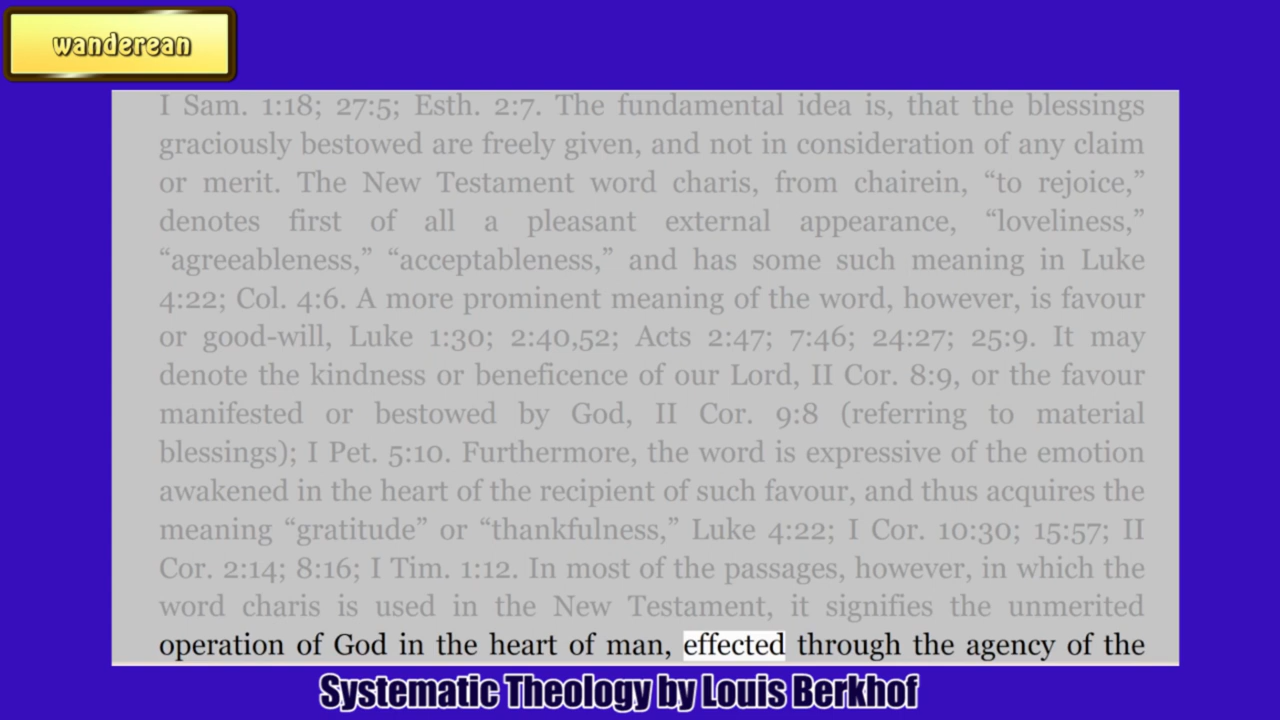 wanderean
I Sam. 1:18; 27:5; Esth. 2:7. The fundamental idea is, that the blessings
graciously bestowed are freely given, and not in consideration of any claim
or merit. The New Testament word charis, from chairein, “to rejoice,”
denotes first of all a pleasant external appearance, “loveliness,”
“agreeableness,” “acceptableness,” and has some such meaning in Luke
4:22; Col. 4:6. A more prominent meaning of the word, however, is favour
or good-will, Luke 1:30; 2:40,52; Acts 2:47; 7:46; 24:27; 25:9. It may
denote the kindness or beneficence of our Lord, II Cor. 8:9, or the favour
manifested or bestowed by God, II Cor. 9:8 (referring to material
blessings); I Pet. 5:10. Furthermore, the word is expressive of the emotion
awakened in the heart of the recipient of such favour, and thus acquires the
meaning “gratitude” or “thankfulness,” Luke 4:22; I Cor. 10:30; 15:57; II
Cor. 2:14; 8:16; I Tim. 1:12. In most of the passages, however, in which the
word charis is used in the New Testament, it signifies the unmerited
operation of God in the heart of man, effected through the agency of the
Systematic Theology by Louis Berkhof